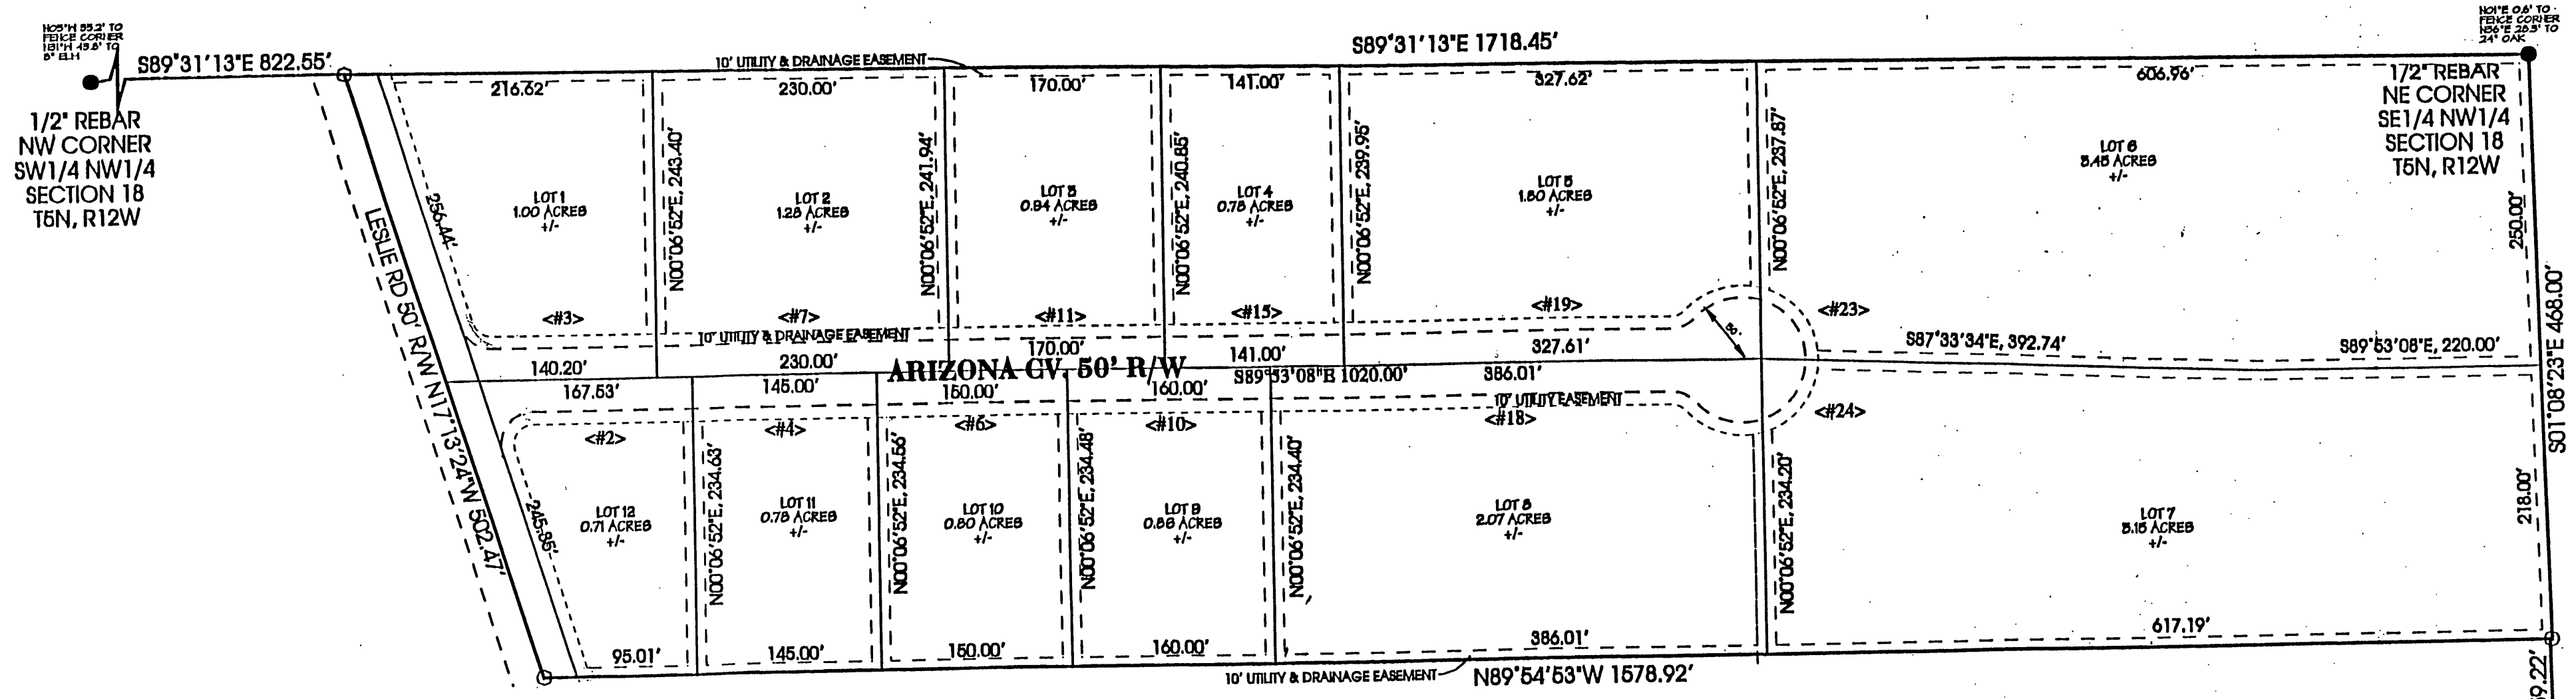 S89°31'13"E 822.55'
1/2" REBAR
NW CORNER
SW1/4 NW1/4
SECTION 18
T5N, R12W
10' UTILITY & DRAINAGE EASEMENT
S89°31'13"E 1718.45'
FENCE CORNER
24" OAK
1/2" REBAR
NE CORNER
SE1/4 NW1/4
SECTION 18
T5N, R12W
216.62'
230.00'
170.00'
141.00'
327.62'
606.96'
256.44'
LOT 1
1.00 ACRES
+/-
N00°06'52"E, 243.40'
LOT 2
1.28 ACRES
+/-
N00°06'52"E, 241.94'
LOT 3
0.94 ACRES
+/-
N00°06'52"E, 240.85'
LOT 4
0.78 ACRES
+/-
N00°06'52"E, 239.95'
LOT 5
1.80 ACRES
+/-
N00°06'52"E, 237.87'
LOT 6
3.45 ACRES
+/-
250.00'
S01°08'23"E 468.00'
<#3>
<#7>
<#11>
<#15>
<#19>
<#23>
10' UTILITY & DRAINAGE EASEMENT
50'
S87°33'34"E, 392.74'
S89°53'08"E, 220.00'
140.20'
230.00'
170.00'
141.00'
327.61'
ARIZONA CV. 50' R/W
S89°53'08"E 1020.00'
LESLIE RD 50' R/W N17°13'24"W 502.47'
167.53'
145.00'
150.00'
160.00'
386.01'
10' UTILITY EASEMENT
<#2>
<#4>
<#6>
<#10>
<#18>
<#24>
245.85'
LOT 12
0.71 ACRES
+/-
N00°06'52"E, 234.63'
LOT 11
0.78 ACRES
+/-
N00°06'52"E, 234.56'
LOT 10
0.80 ACRES
+/-
N00°06'52"E, 234.48'
LOT 9
0.86 ACRES
+/-
N00°06'52"E, 234.40'
LOT 8
2.07 ACRES
+/-
N00°06'52"E, 234.20'
LOT 7
3.15 ACRES
+/-
218.00'
95.01'
145.00'
150.00'
160.00'
386.01'
617.19'
10' UTILITY & DRAINAGE EASEMENT
N89°54'53"W 1578.92'